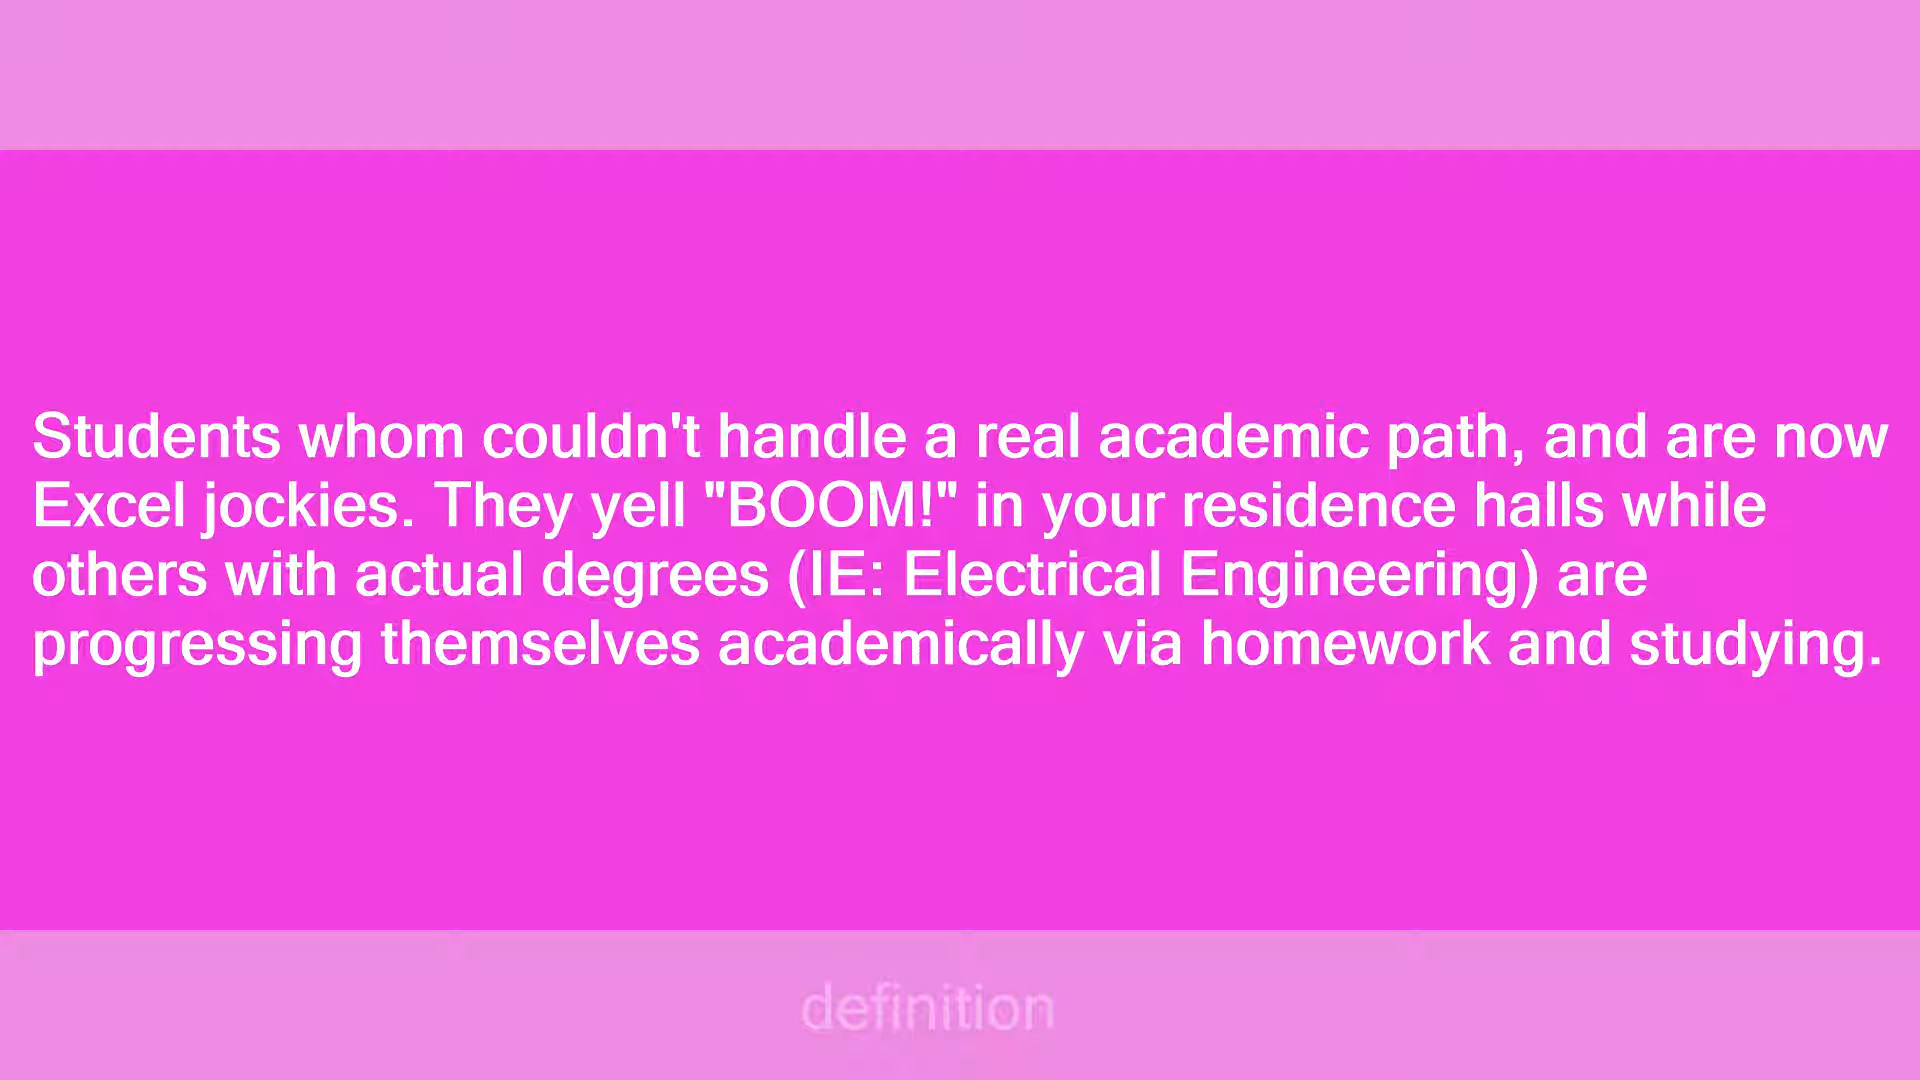 Students whom couldn't handle a real academic path, and are now
Excel jockies. They yell "BOOM!" in your residence halls while
others with actual degrees (IE: Electrical Engineering) are
progressing themselves academically via homework and studying.
definition